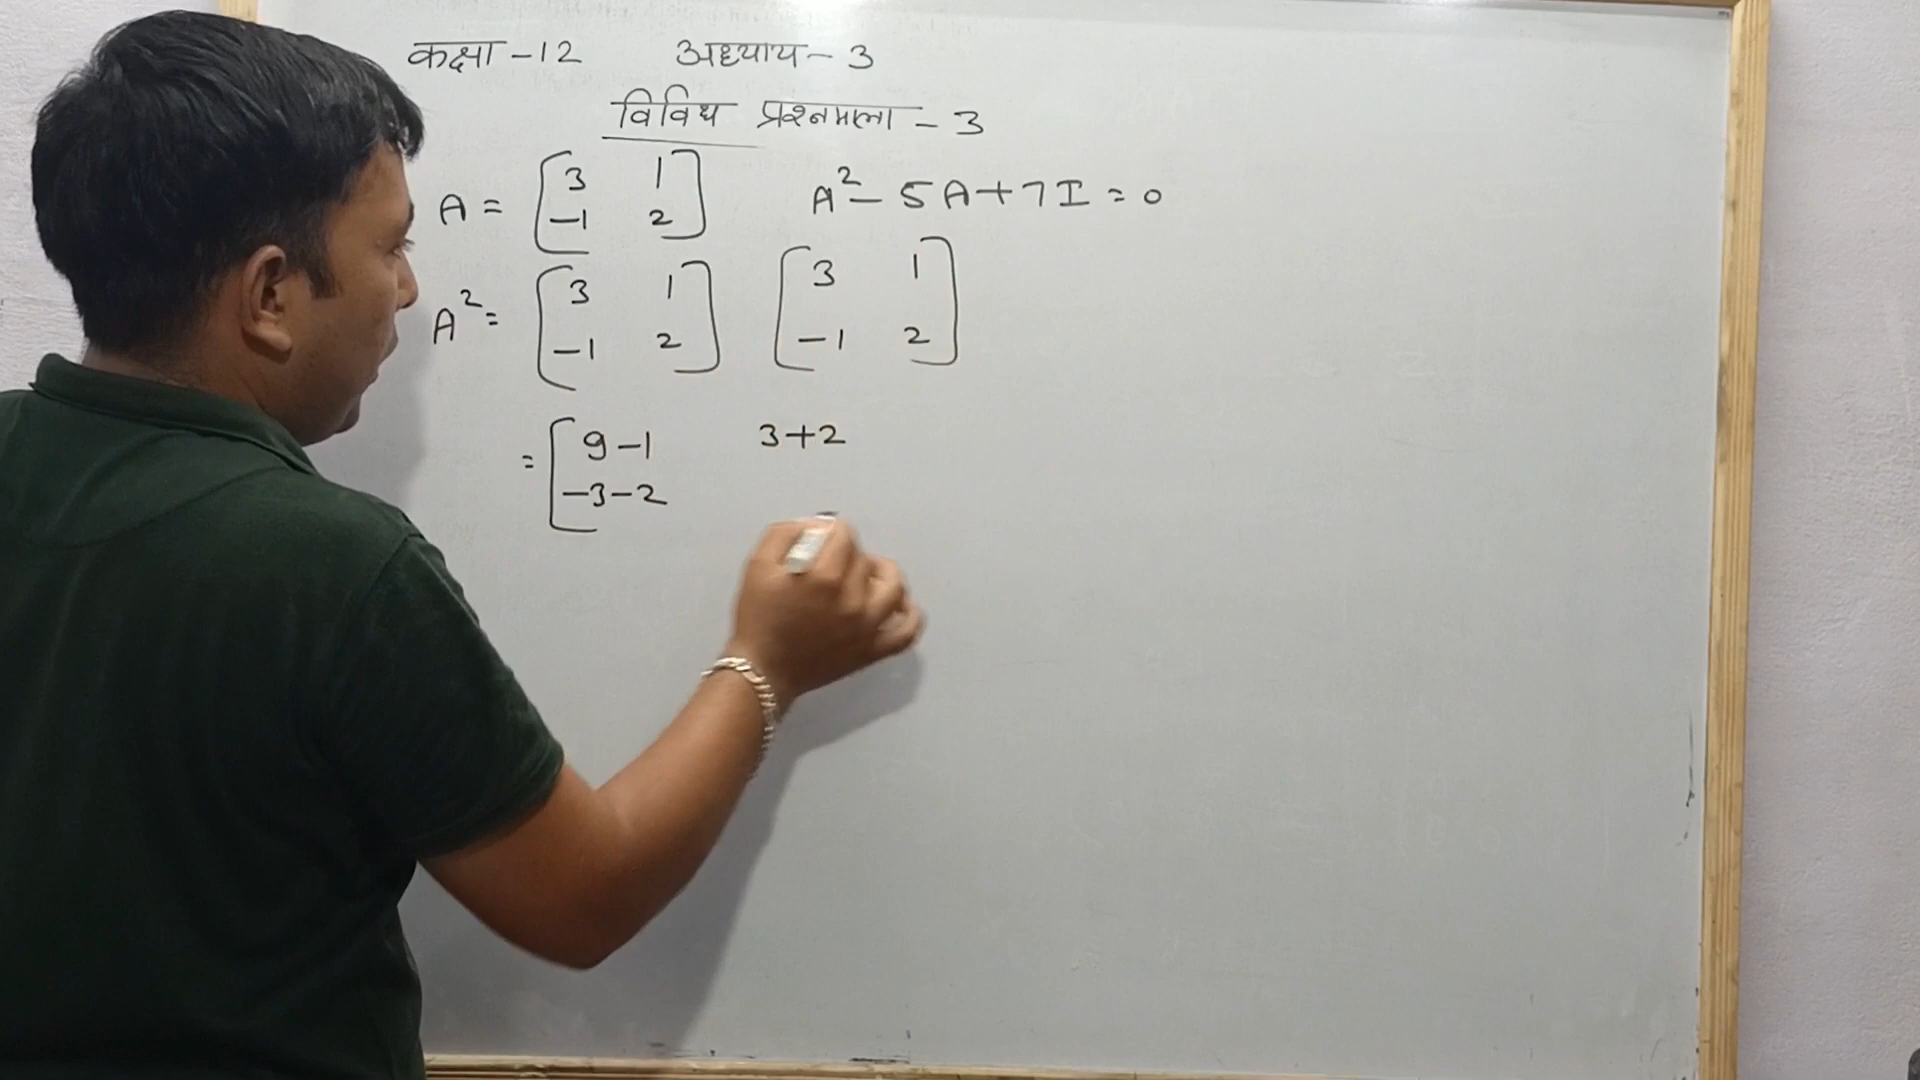 कक्षा -12 अध्याय - 3
विविध प्रश्नमाला - 3
A = [3 1 A² - 5A + 7I = 0
-1 2]
A² = [3 1 [3 1
-1 2] -1 2]
= [9-1 3+2
-3-2